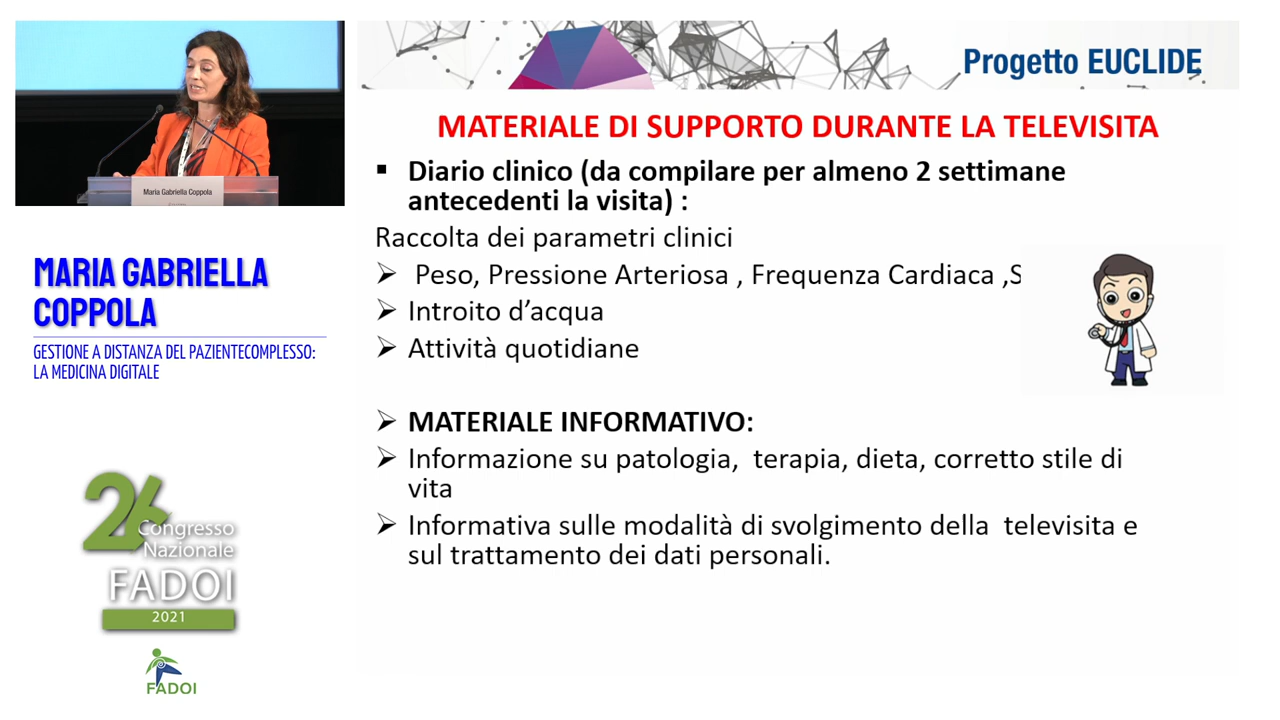 Maria Gabriella Coppola
MARIA GABRIELLA
COPPOLA
GESTIONE A DISTANZA DEL PAZIENTECOMPLESSO:
LA MEDICINA DIGITALE
26
Congresso
Nazionale
FADOI
2021
FADOI
Progetto EUCLIDE
MATERIALE DI SUPPORTO DURANTE LA TELEVISITA
▪ Diario clinico (da compilare per almeno 2 settimane
antecedenti la visita) :
Raccolta dei parametri clinici
➢ Peso, Pressione Arteriosa , Frequenza Cardiaca ,S
➢ Introito d’acqua
➢ Attività quotidiane
➢ MATERIALE INFORMATIVO:
➢ Informazione su patologia,  terapia, dieta, corretto stile di
vita
➢ Informativa sulle modalità di svolgimento della  televisita e
sul trattamento dei dati personali.